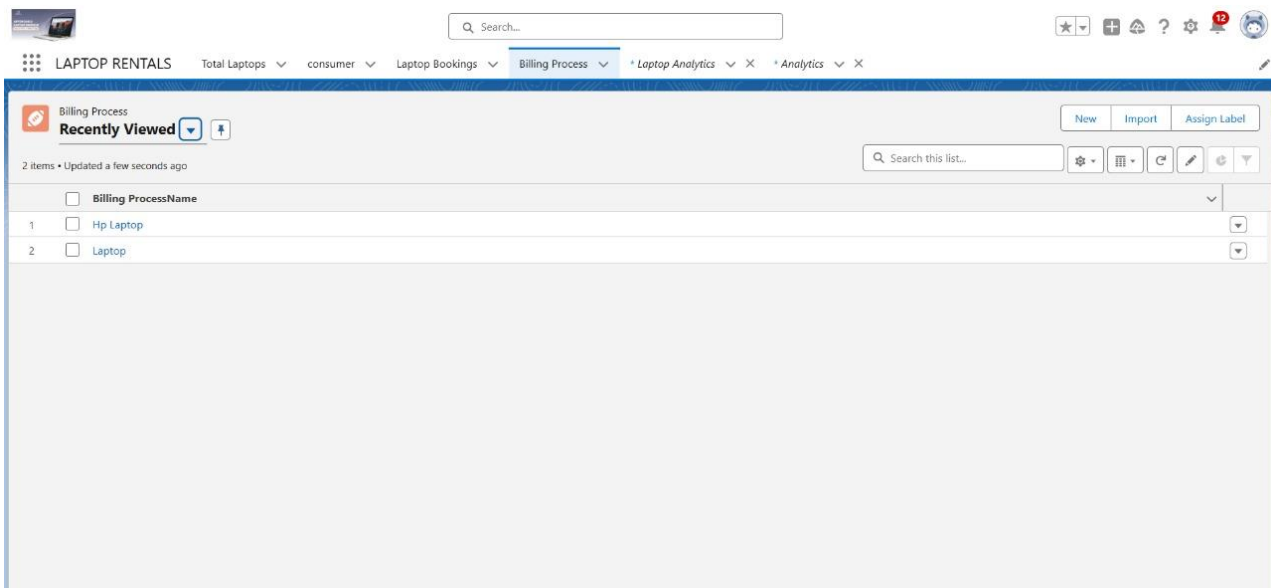 Search...
12
LAPTOP RENTALS Total Laptops consumer Laptop Bookings Billing Process * Laptop Analytics * Analytics
Billing Process
Recently Viewed
New Import Assign Label
2 items • Updated a few seconds ago
Search this list...
Billing ProcessName
1 Hp Laptop
2 Laptop